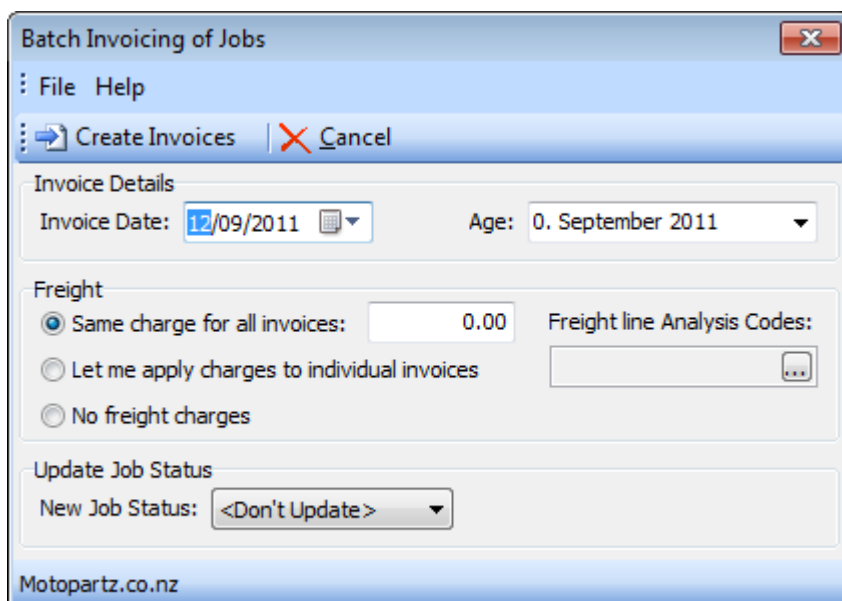 Batch Invoicing of Jobs
File Help
Create Invoices Cancel
Invoice Details
Invoice Date: 12/09/2011 Age: 0. September 2011
Freight
Same charge for all invoices: 0.00 Freight line Analysis Codes:
Let me apply charges to individual invoices ...
No freight charges
Update Job Status
New Job Status: <Don't Update>
Motopartz.co.nz